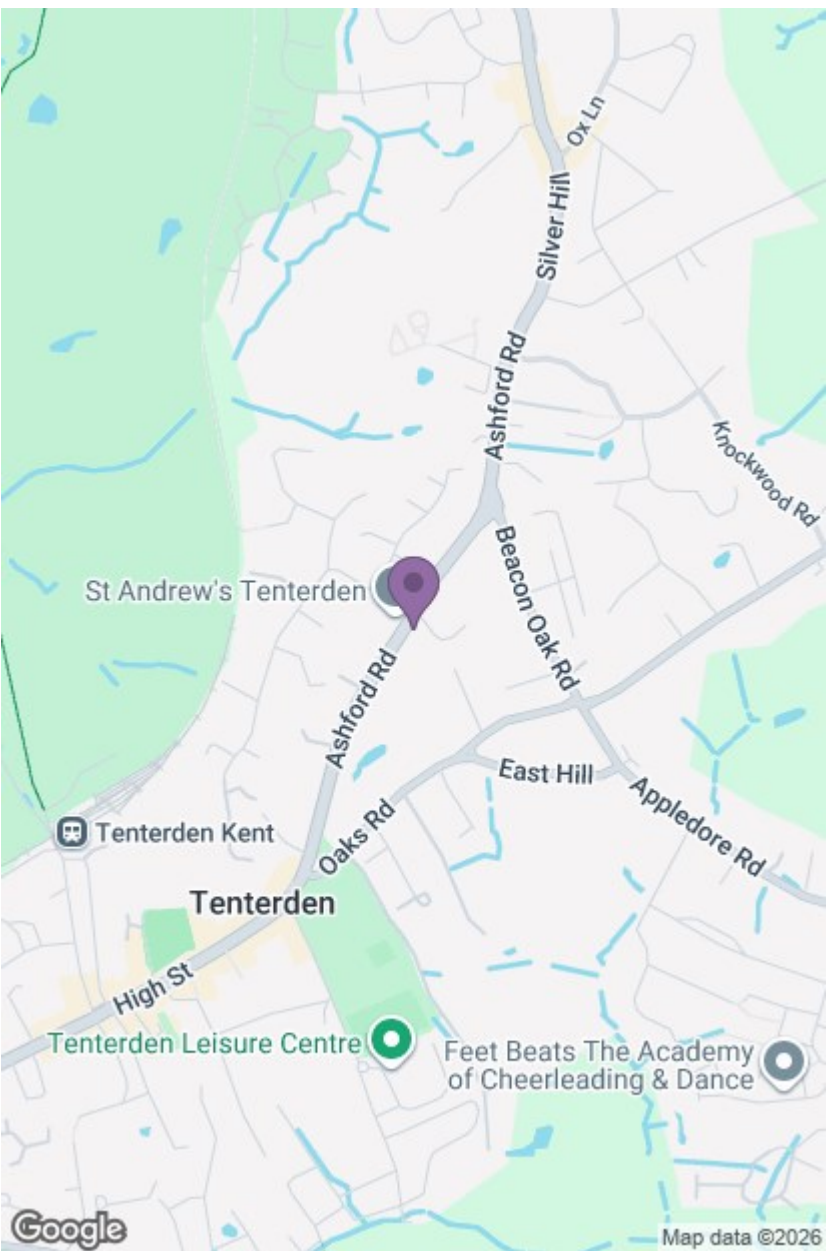 Ox Ln
Silver Hill
Ashford Rd
Knockwood Rd
Beacon Oak Rd
St Andrew's Tenterden
Ashford Rd
East Hill
Appledore Rd
Oaks Rd
Tenterden Kent
Tenterden
High St
Tenterden Leisure Centre
Feet Beats The Academy
of Cheerleading & Dance
Google
Map data ©2026